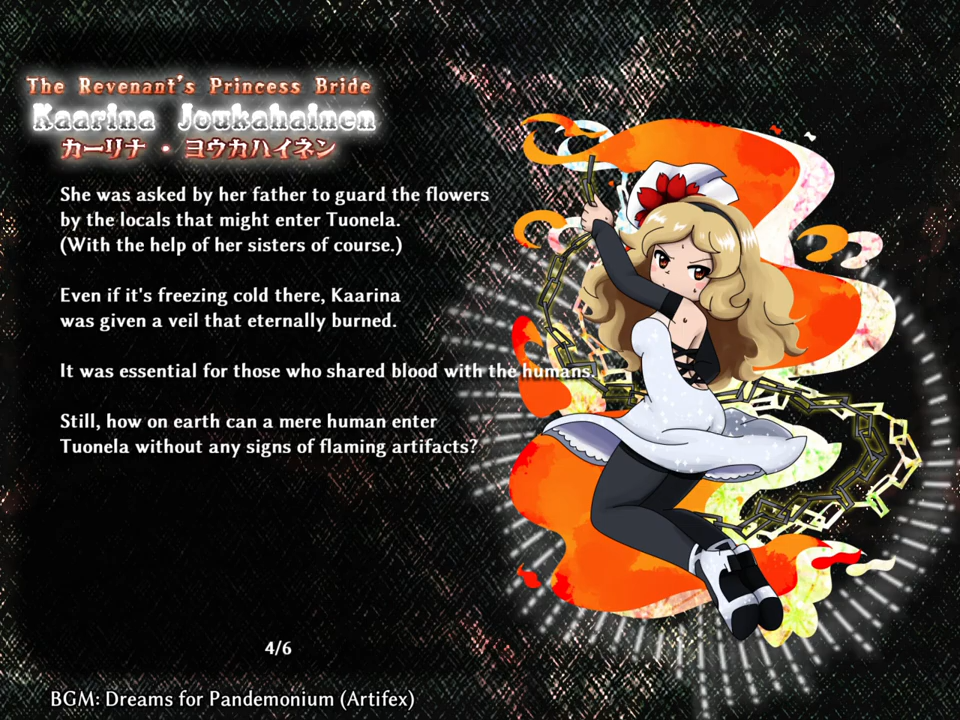 The Revenant's Princess Bride
Kaarina Joukahainen
カーリナ・ヨウカハイネン
She was asked by her father to guard the flowers
by the locals that might enter Tuonela.
(With the help of her sisters of course.)
Even if it's freezing cold there, Kaarina
was given a veil that eternally burned.
It was essential for those who shared blood with the humans.
Still, how on earth can a mere human enter
Tuonela without any signs of flaming artifacts?
4/6
BGM: Dreams for Pandemonium (Artifex)